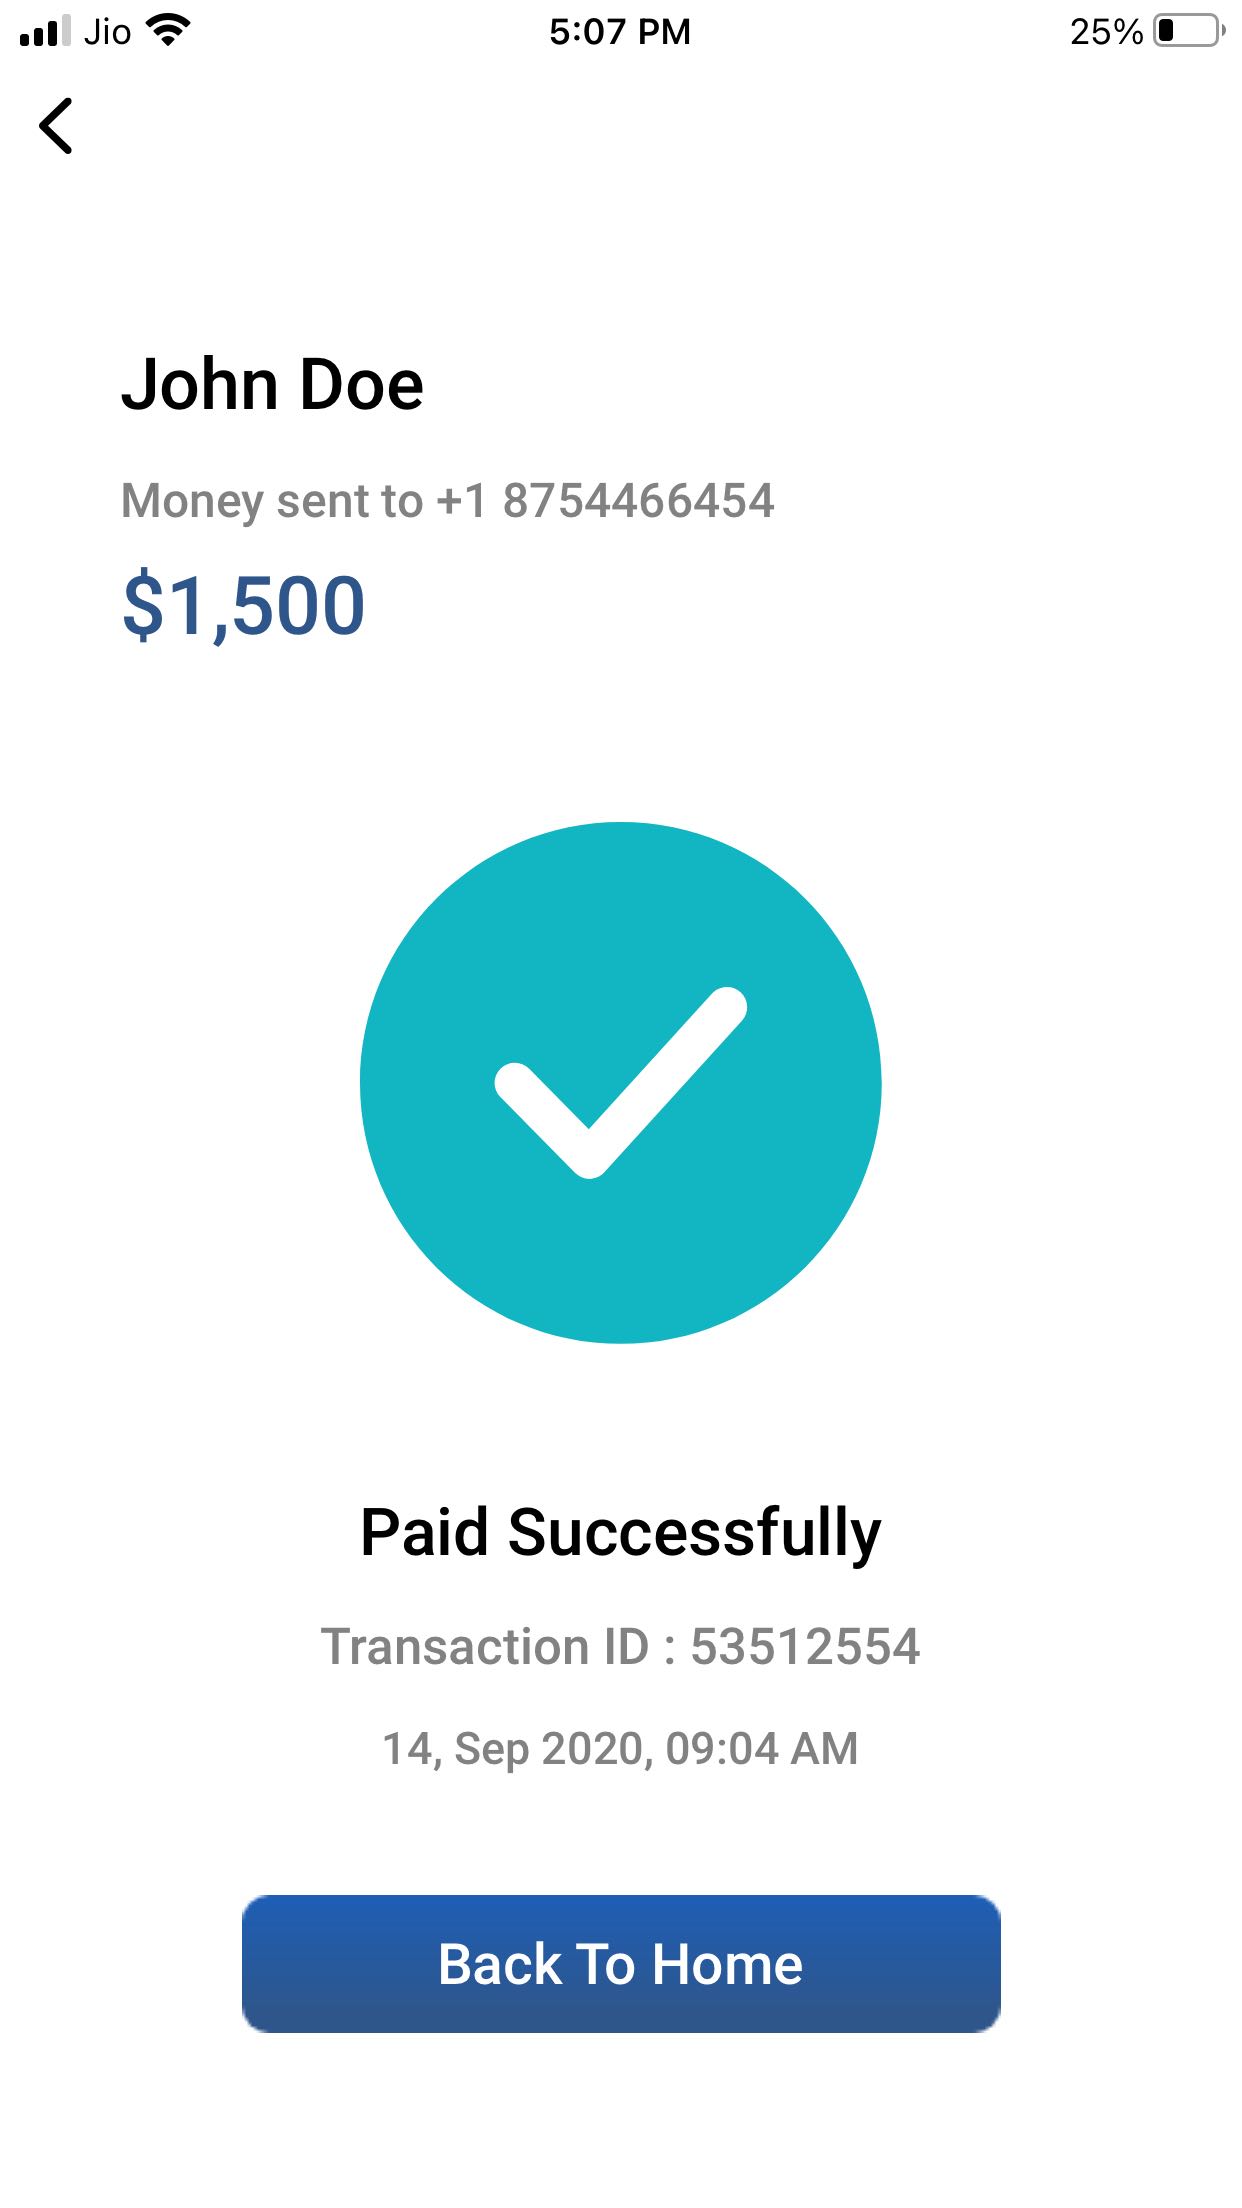 Jio 5:07 PM 25%
John Doe
Money sent to +1 8754466454
$1,500
Paid Successfully
Transaction ID : 53512554
14, Sep 2020, 09:04 AM
Back To Home